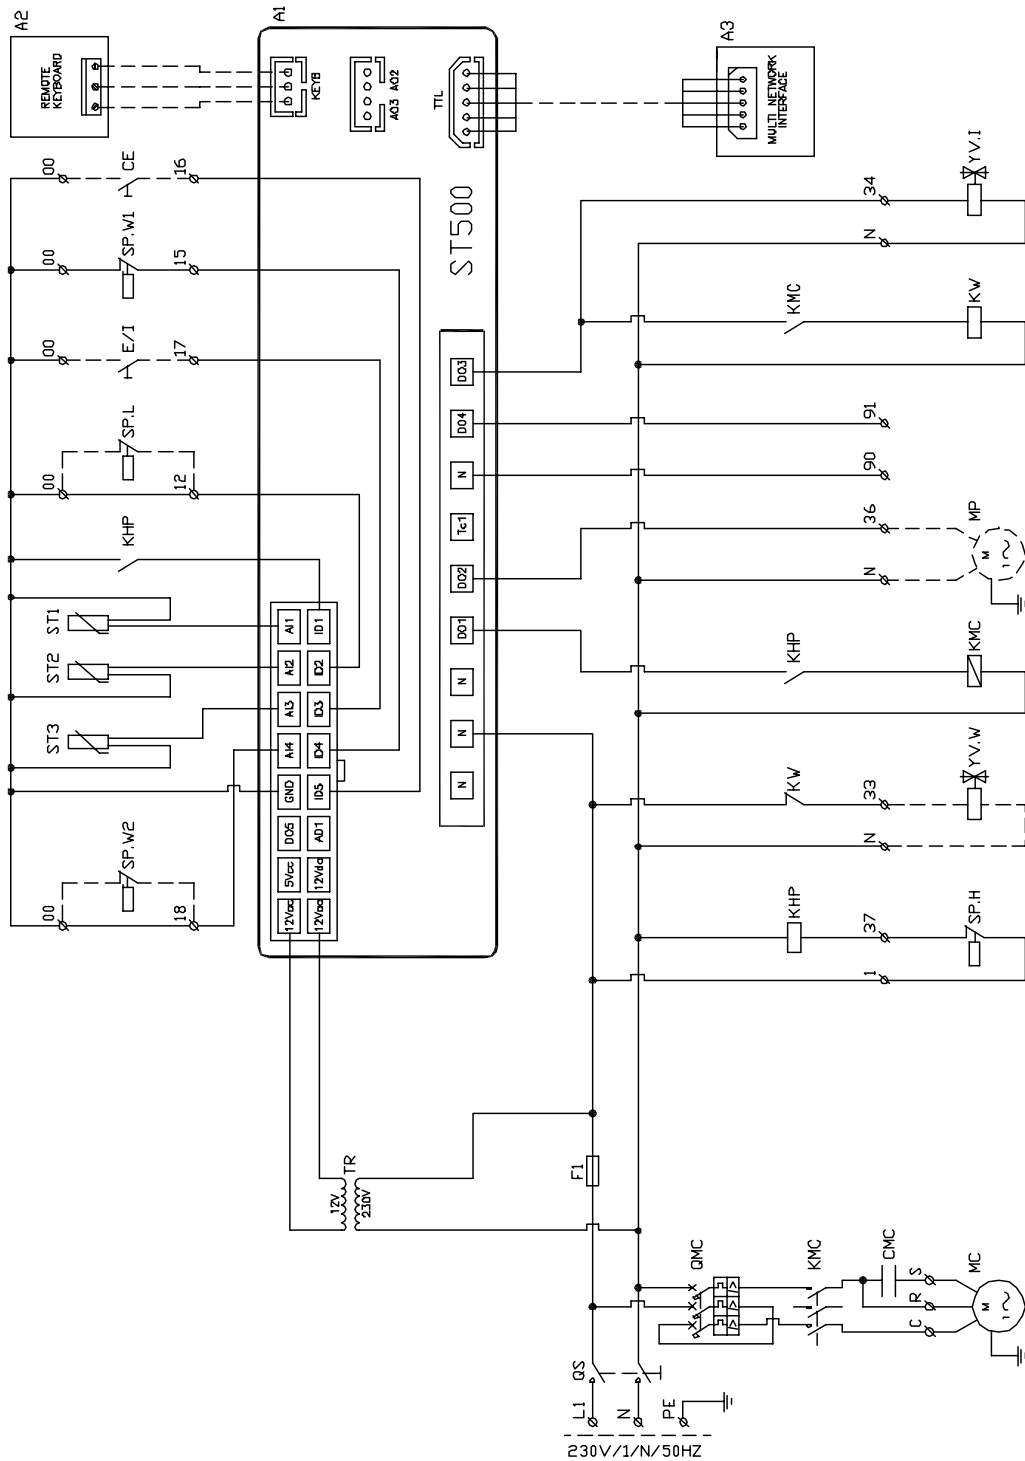 A2
REMOTE
KEYBOARD
A1
KEYB
AO3 AO2
TTL
A3
MULTI NETWORK
INTERFACE
ST500
00
CE
16
00
SP.W1
15
00
E/I
17
00
SP.L
12
KHP
ST1
ST2
ST3
00
SP.W2
18
AI1
ID1
AI2
ID2
AI3
ID3
AI4
ID4
GND
ID5
DO5
AD1
5Vcc
12Vdc
12Vac
12Vac
DO3
DO4
N
Tc1
DO2
DO1
N
N
N
34
YV.I
N
KMC
KW
91
90
36
MP
M
1~
N
KHP
KMC
KW
33
YV.W
N
KHP
37
SP.H
1
TR
12V
230V
F1
QMC
KMC
CMC
S
R
C
MC
M
1~
QS
L1
N
PE
230V/1/N/50HZ